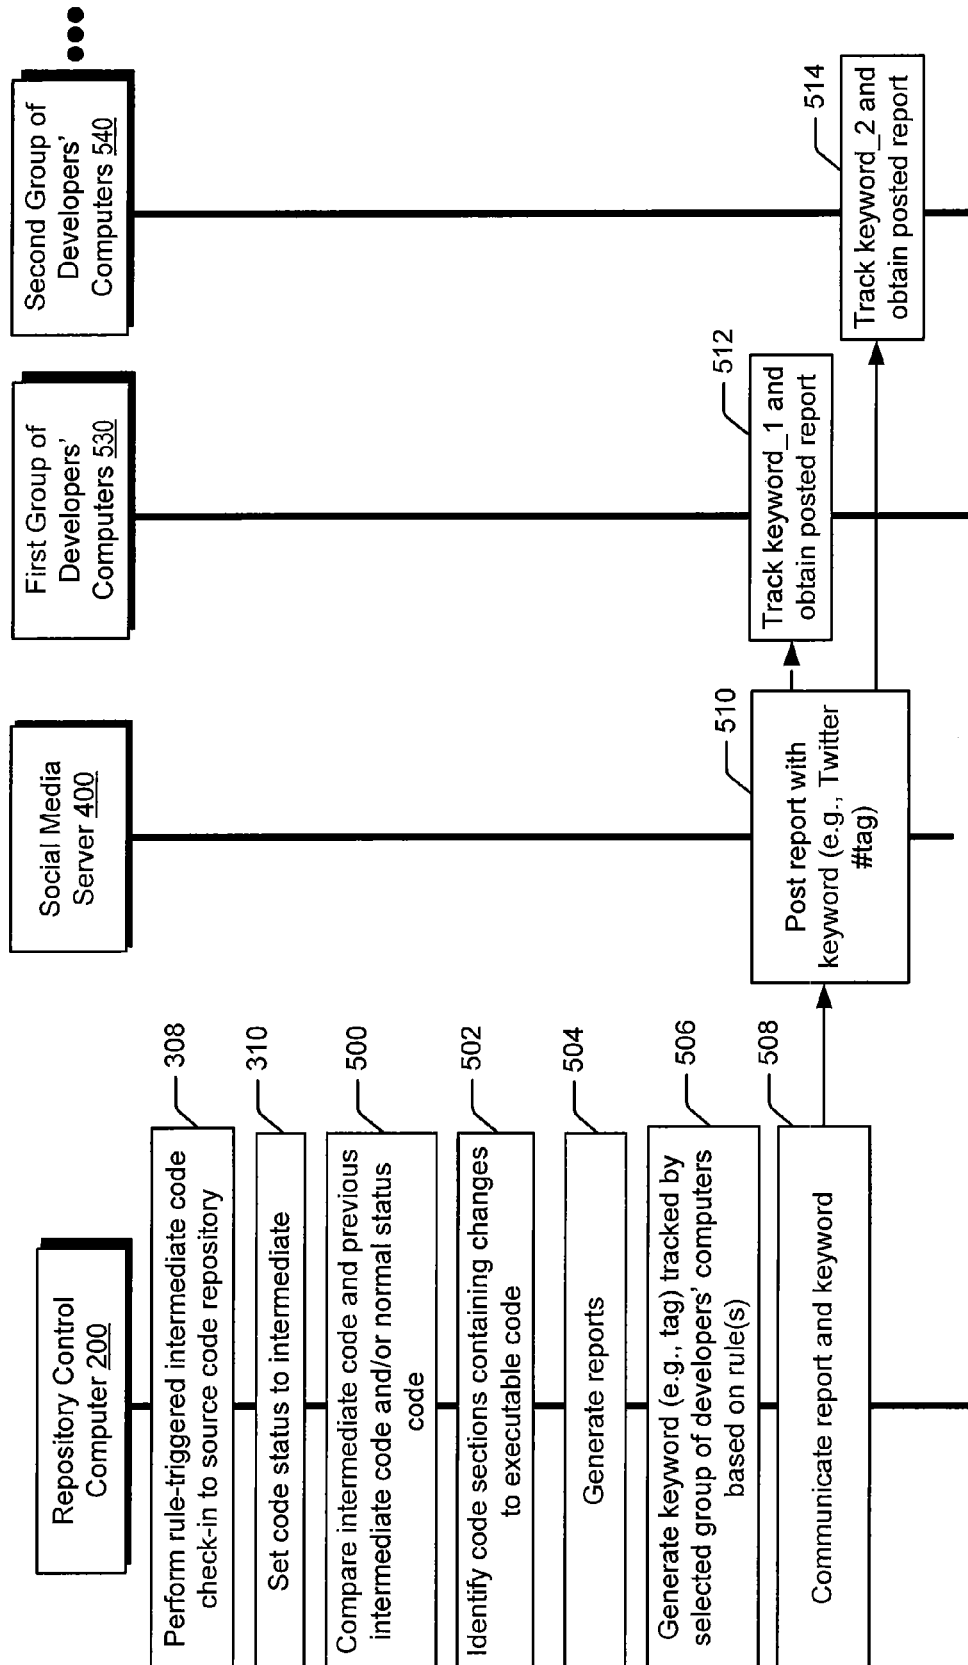 Repository Control
Computer 200
Social Media
Server 400
First Group of
Developers'
Computers 530
Second Group of
Developers'
Computers 540
308
Perform rule-triggered intermediate code
check-in to source code repository
310
Set code status to intermediate
500
Compare intermediate code and previous
intermediate code and/or normal status
code
502
Identify code sections containing changes
to executable code
504
Generate reports
506
Generate keyword (e.g., tag) tracked by
selected group of developers' computers
based on rule(s)
508
Communicate report and keyword
510
Post report with
keyword (e.g., Twitter
#tag)
512
Track keyword_1 and
obtain posted report
514
Track keyword_2 and
obtain posted report